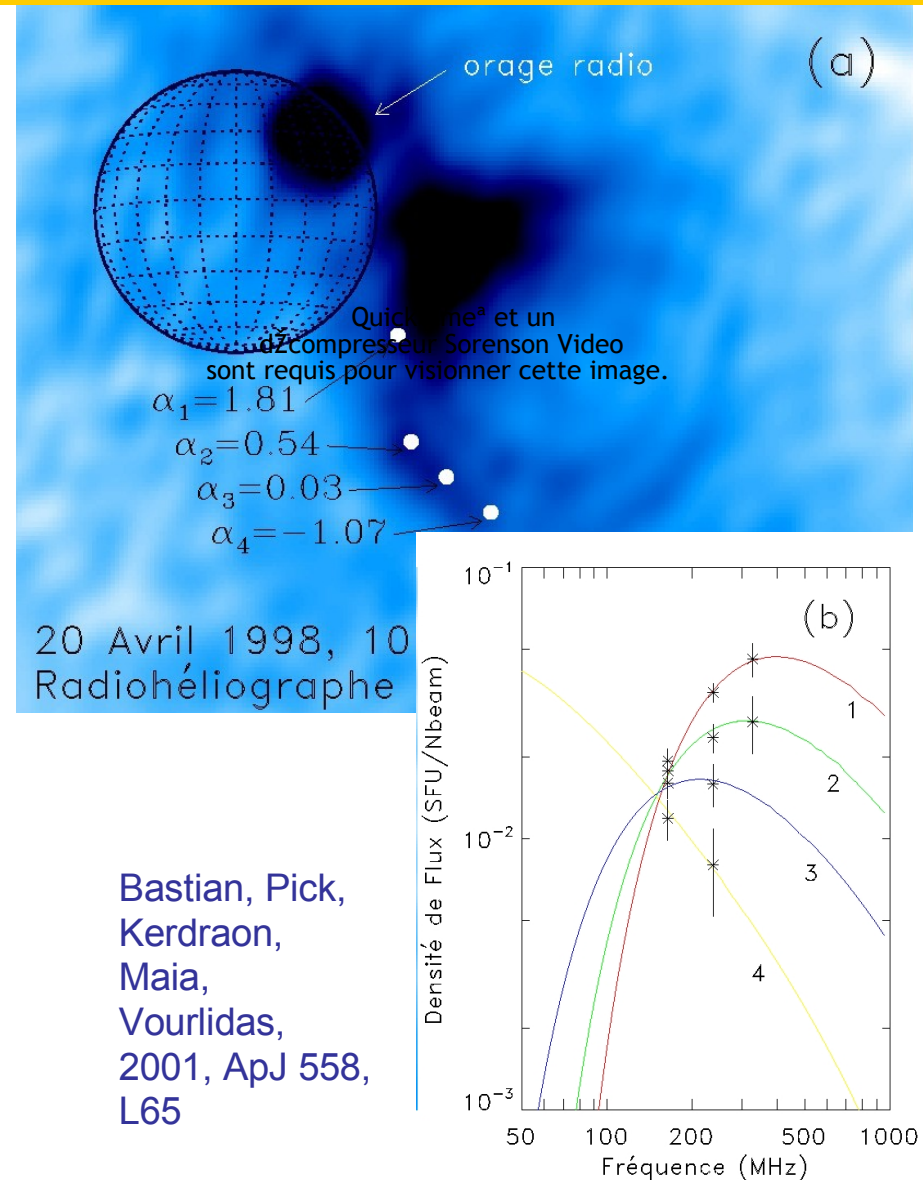 orage radio
(a)
et un
dŽcompresseur Sorenson Video
sont requis pour visionner cette image.
α₁=1.81
α₂=0.54
α₃=0.03
α₄=−1.07
20 Avril 1998, 10
Radiohéliographe
(b)
10⁻¹
10⁻²
10⁻³
Densité de Flux (SFU/Nbeam)
1
2
3
4
50 100 200 500 1000
Fréquence (MHz)
Bastian, Pick,
Kerdraon,
Maia,
Vourlidas,
2001, ApJ 558,
L65